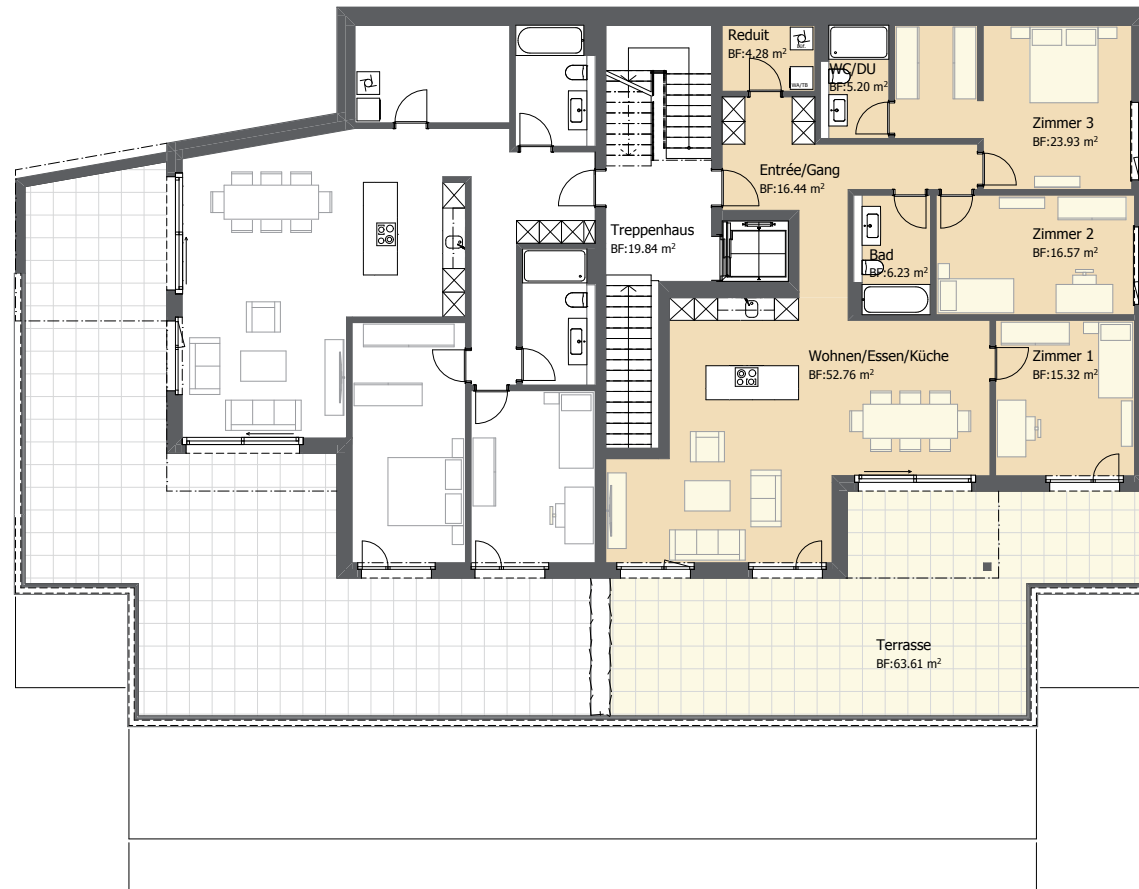 Reduit
BF:4.28 m²
WA/TB
WC/DU
BF:5.20 m²
Zimmer 3
BF:23.93 m²
Entrée/Gang
BF:16.44 m²
Treppenhaus
BF:19.84 m²
Bad
BF:6.23 m²
Zimmer 2
BF:16.57 m²
Wohnen/Essen/Küche
BF:52.76 m²
Zimmer 1
BF:15.32 m²
Terrasse
BF:63.61 m²